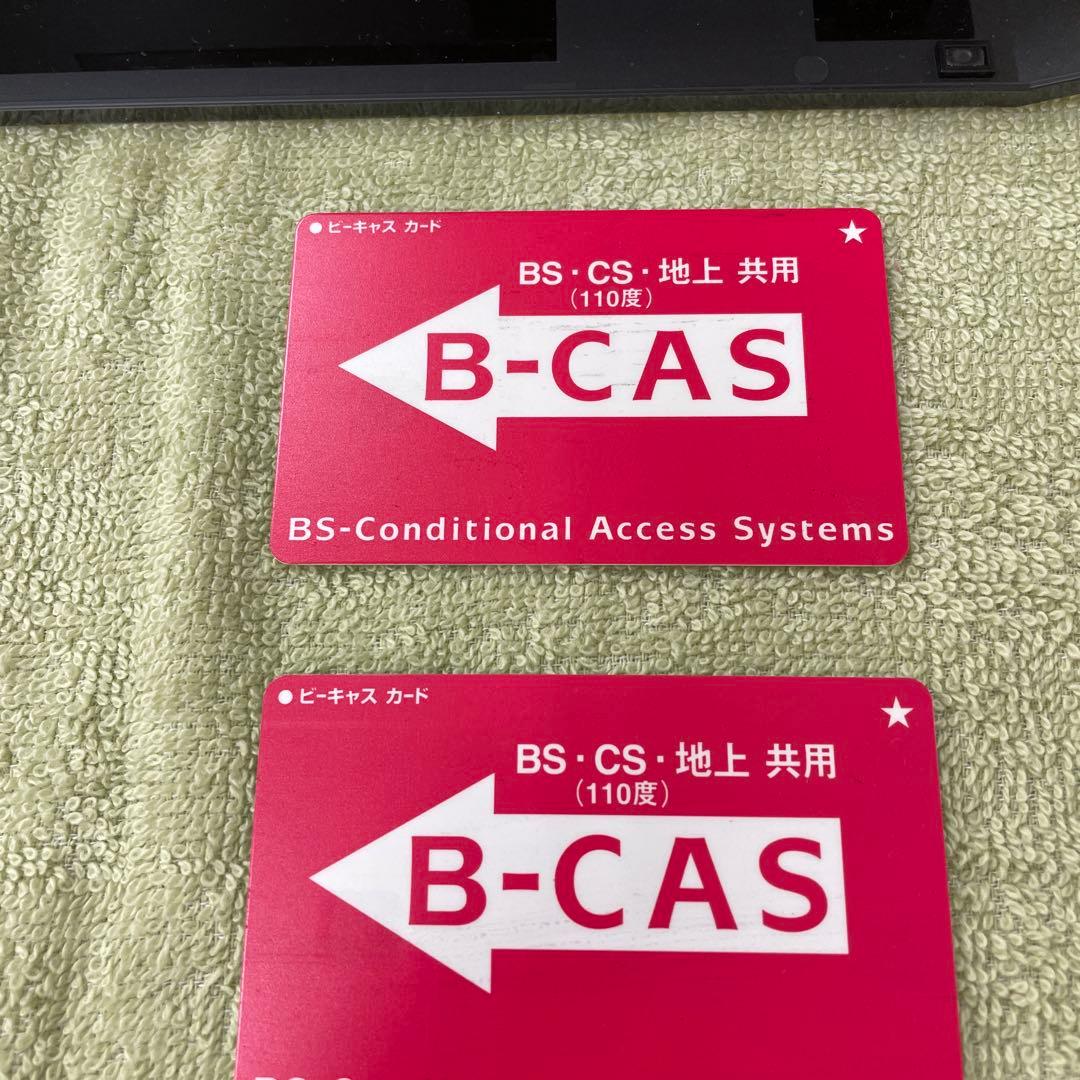 ●ビーキャス カード
★
BS・CS・地上 共用
(110度)
B-CAS
BS-Conditional Access Systems
●ビーキャス カード
★
BS・CS・地上 共用
(110度)
B-CAS